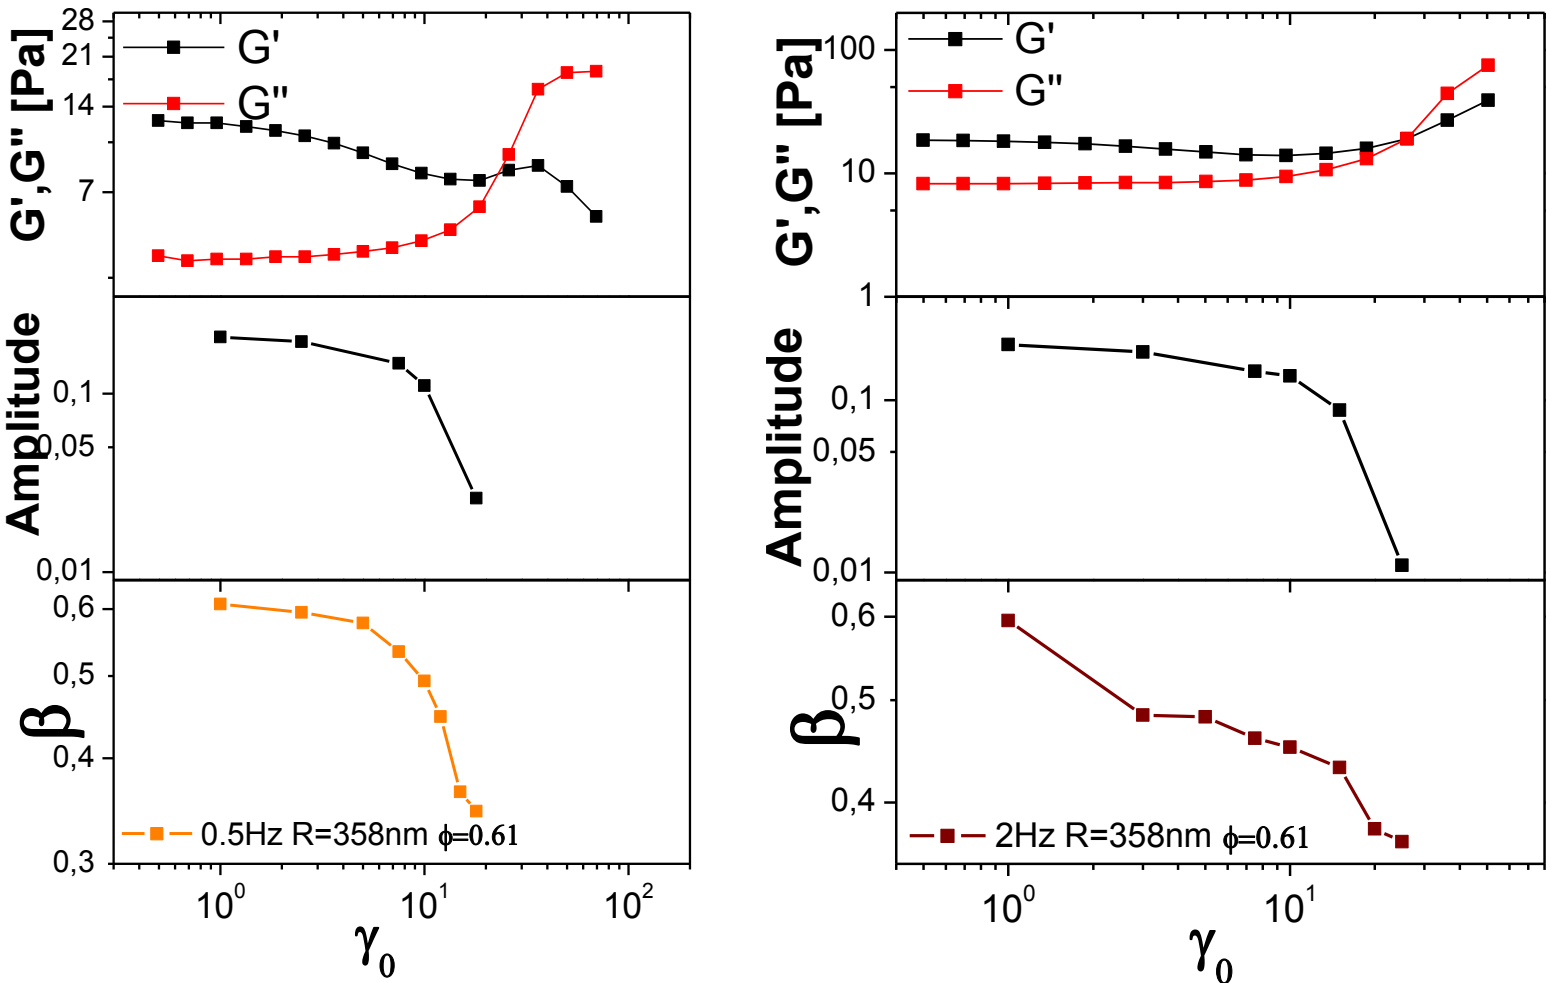 G',G'' [Pa]
28
21
14
7
G'
G''
Amplitude
0,1
0,05
0,01
β
0,6
0,5
0,4
0,3
0.5Hz R=358nm ϕ=0.61
10^0 10^1 10^2
γ_0
G',G'' [Pa]
100
10
1
G'
G''
Amplitude
0,1
0,05
0,01
β
0,6
0,5
0,4
2Hz R=358nm ϕ=0.61
10^0 10^1
γ_0